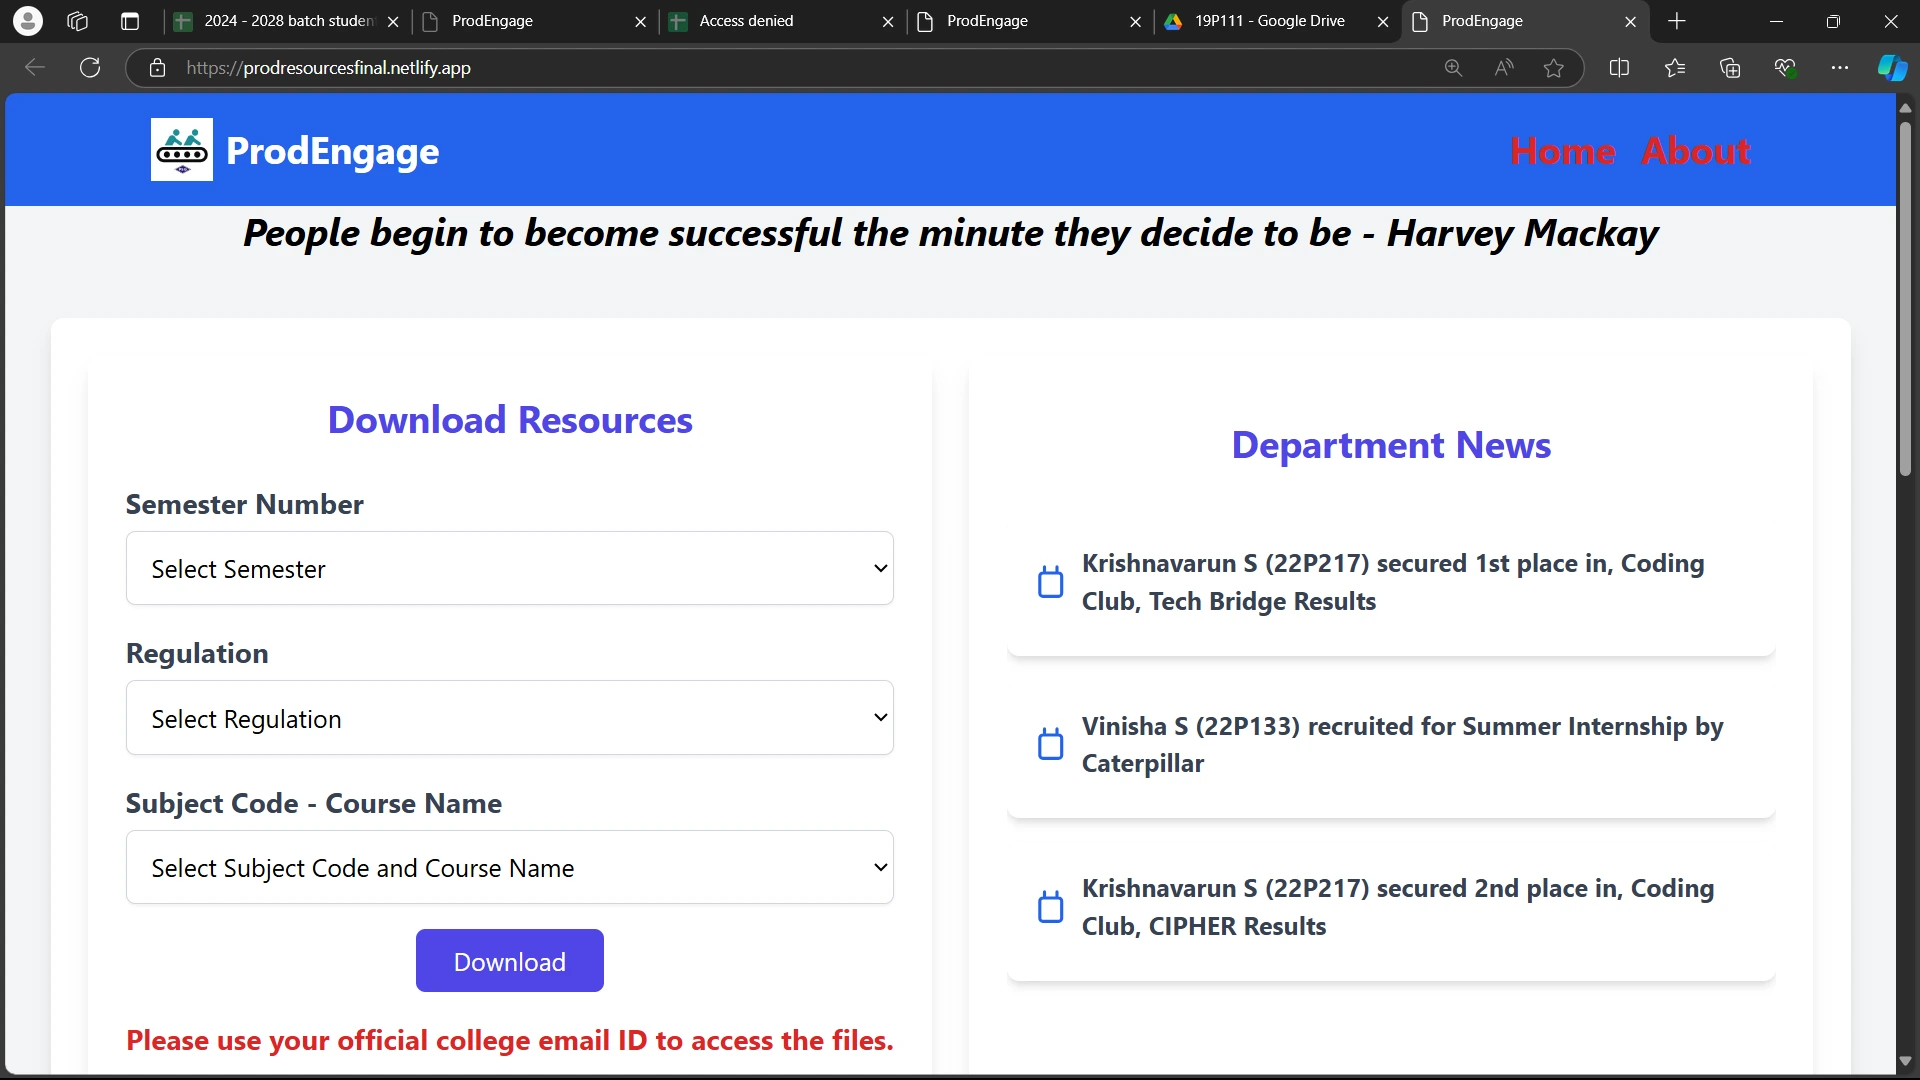 2024 - 2028 batch studen
ProdEngage
Access denied
ProdEngage
19P111 - Google Drive
ProdEngage
https://prodresourcesfinal.netlify.app
ProdEngage
Home About
People begin to become successful the minute they decide to be - Harvey Mackay
Download Resources
Semester Number
Select Semester
Regulation
Select Regulation
Subject Code - Course Name
Select Subject Code and Course Name
Download
Please use your official college email ID to access the files.
Department News
Krishnavarun S (22P217) secured 1st place in, Coding
Club, Tech Bridge Results
Vinisha S (22P133) recruited for Summer Internship by
Caterpillar
Krishnavarun S (22P217) secured 2nd place in, Coding
Club, CIPHER Results